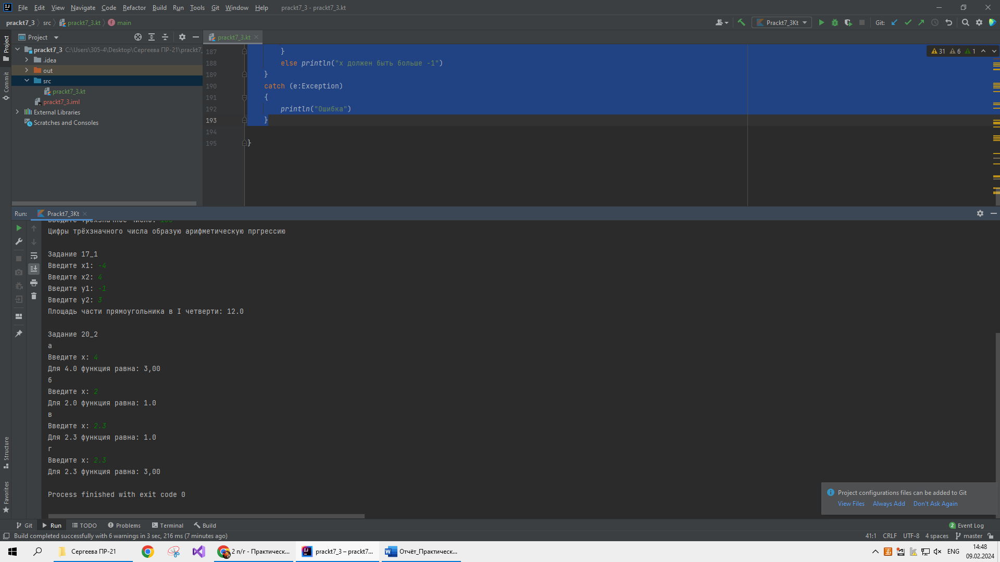 File Edit View Navigate Code Refactor Build Run Tools Git Window Help prackt7_3 - prackt7_3.kt
prackt7_3 src prackt7_3.kt main
Prackt7_3Kt Git:
Project
prackt7_3.kt
prackt7_3 C:\Users\305-4\Desktop\Сергеева ПР-21\prackt7_
.idea
out
src
prackt7_3.kt
prackt7_3.iml
External Libraries
Scratches and Consoles
Project
Commit
Structure
Favorites
31 6 1
187 }
188 else println("x должен быть больше -1")
189 }
190 catch (e:Exception)
191 {
192 println("Ошибка")
193 }
194
195 }
Run: Prackt7_3Kt
Цифры трёхзначного числа образую арифметическую пргрессию
Задание 17_1
Введите x1: -4
Введите x2: 4
Введите y1: -1
Введите y2: 3
Площадь части прямоугольника в I четверти: 12.0
Задание 20_2
а
Введите x: 4
Для 4.0 функция равна: 3,00
б
Введите x: 2
Для 2.0 функция равна: 1.0
в
Введите x: 2.3
Для 2.3 функция равна: 1.0
г
Введите x: 2.3
Для 2.3 функция равна: 3,00
Process finished with exit code 0
Project configurations files can be added to Git
View Files Always Add Don't Ask Again
Git Run TODO Problems Terminal Build
2 Event Log
Build completed successfully with 6 warnings in 3 sec, 216 ms (7 minutes ago)
41:1 CRLF UTF-8 4 spaces master
Сергеева ПР-21
2 п/г - Практическ...
prackt7_3 – prackt7...
Отчёт_Практическ...
ENG
14:48
09.02.2024